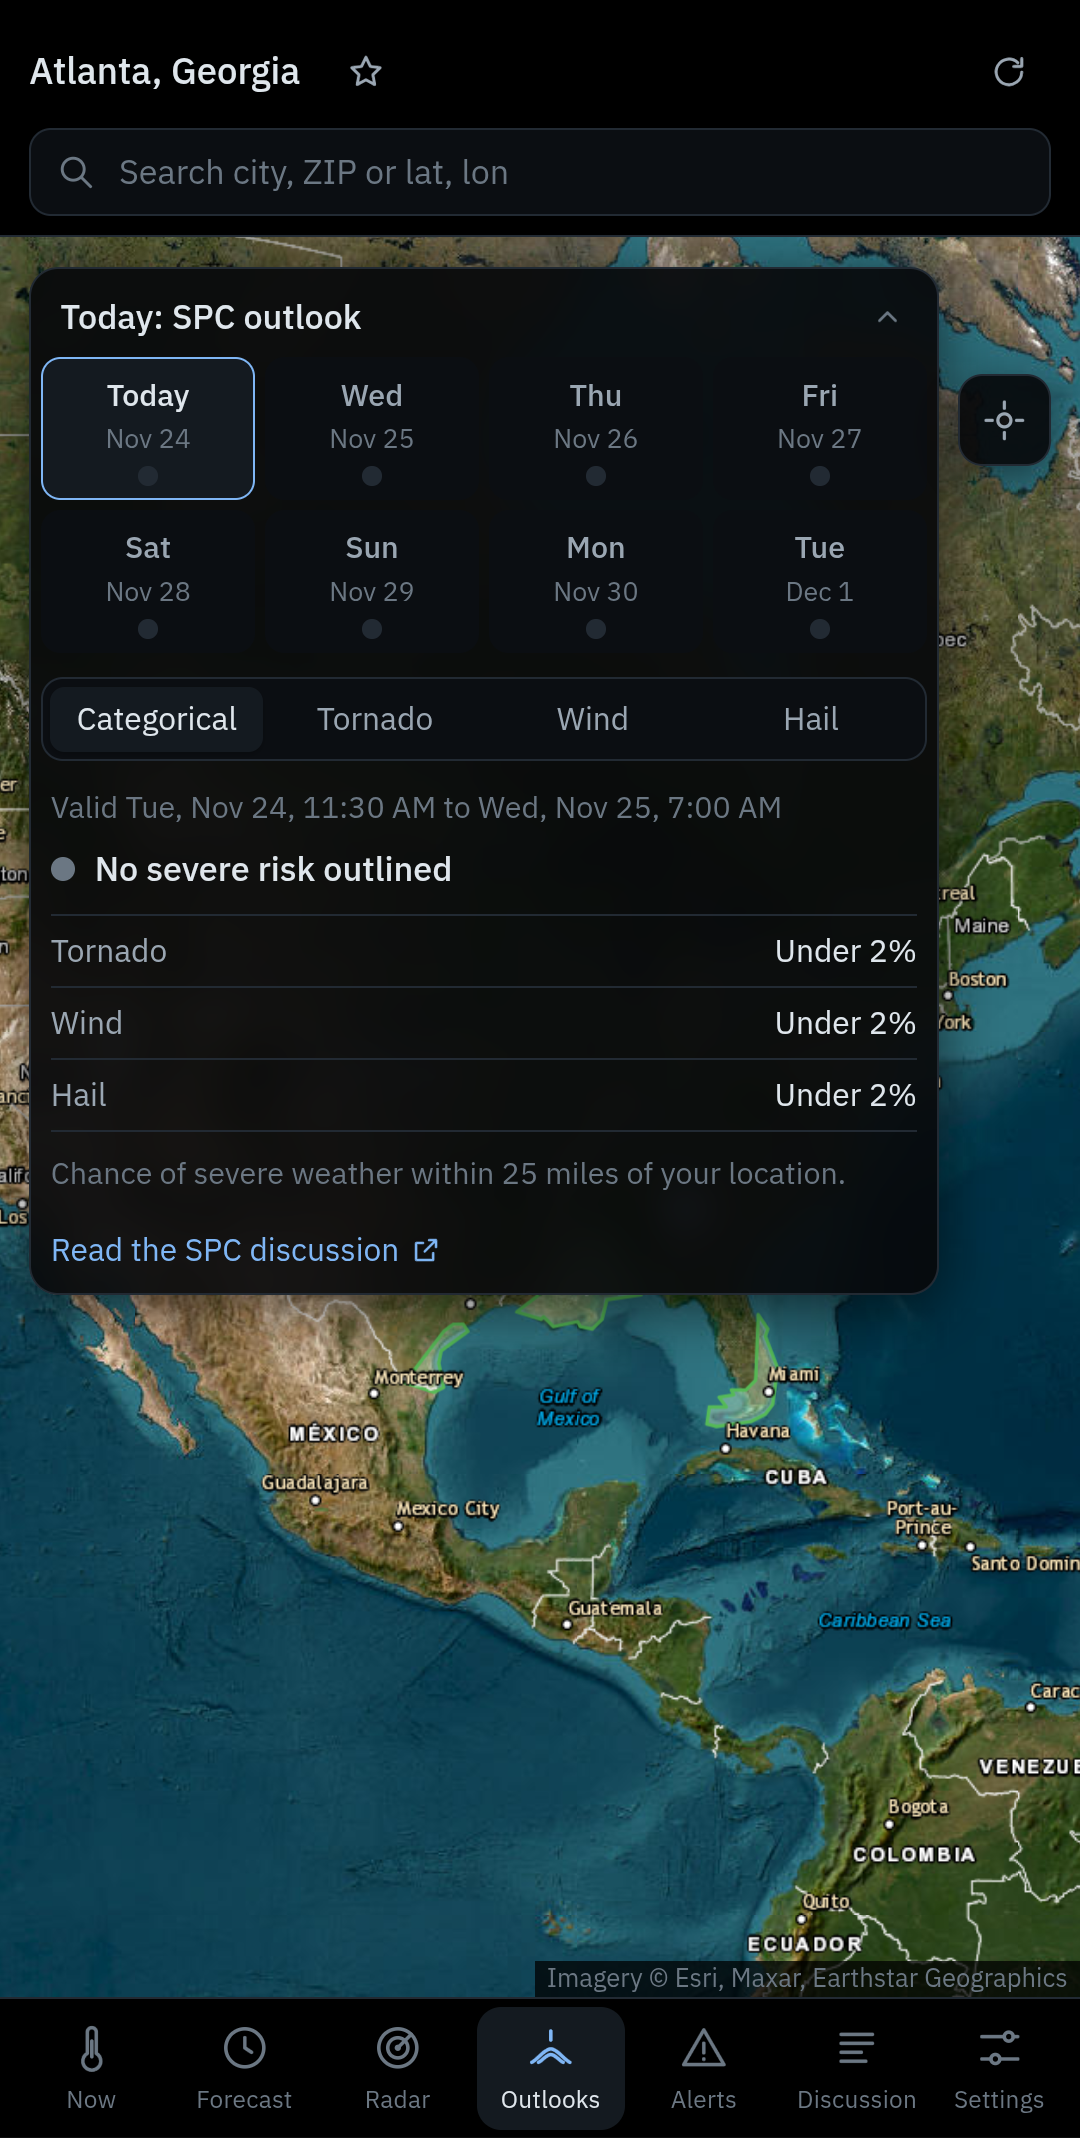 Atlanta, Georgia
Search city, ZIP or lat, lon
Today: SPC outlook
Today Wed Thu Fri
Nov 24 Nov 25 Nov 26 Nov 27
Sat Sun Mon Tue
Nov 28 Nov 29 Nov 30 Dec 1
Categorical Tornado Wind Hail
Valid Tue, Nov 24, 11:30 AM to Wed, Nov 25, 7:00 AM
No severe risk outlined
Tornado Under 2%
Wind Under 2%
Hail Under 2%
Chance of severe weather within 25 miles of your location.
Read the SPC discussion
Maine
Boston
York
Los
Monterrey
Miami
Gulf of
Mexico
Havana
MÉXICO
CUBA
Guadalajara
Mexico City
Port-au-
Prince
Santo Domin
Guatemala
Caribbean Sea
Carac
VENEZUE
Bogota
COLOMBIA
Quito
ECUADOR
Imagery © Esri, Maxar, Earthstar Geographics
Now Forecast Radar Outlooks Alerts Discussion Settings